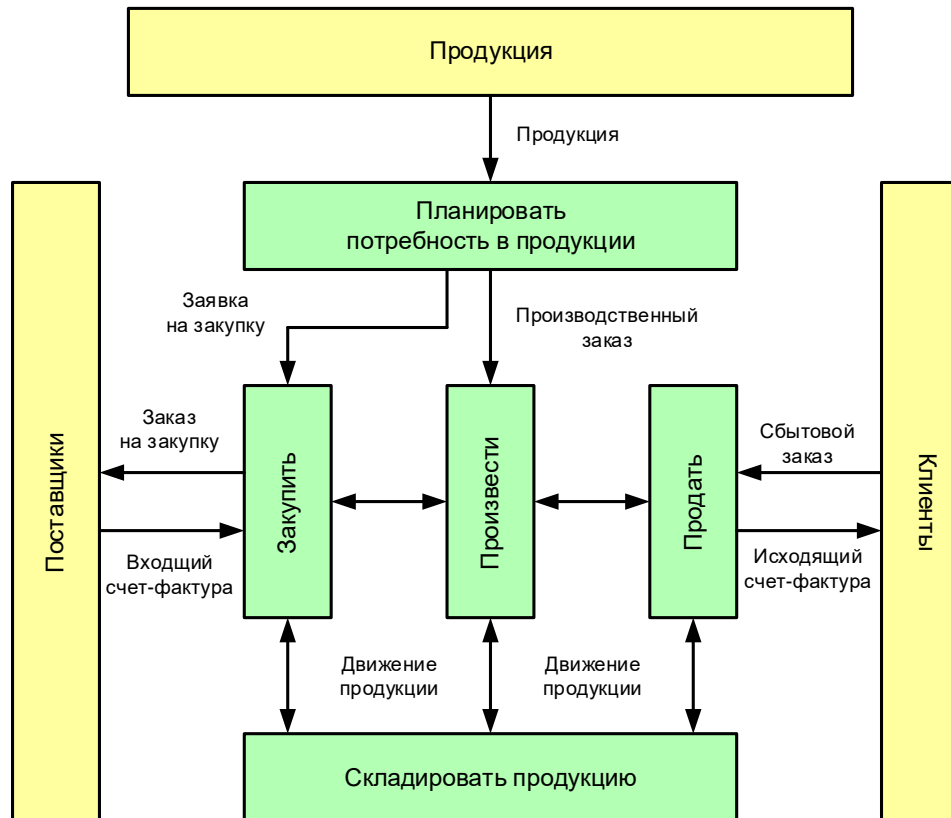 Продукция
Продукция
Планировать
потребность в продукции
Заявка
на закупку
Производственный
заказ
Поставщики
Заказ
на закупку
Входщий
счет-фактура
Закупить
Произвести
Продать
Сбытовой
заказ
Исходящий
счет-фактура
Клиенты
Движение
продукции
Движение
продукции
Складировать продукцию